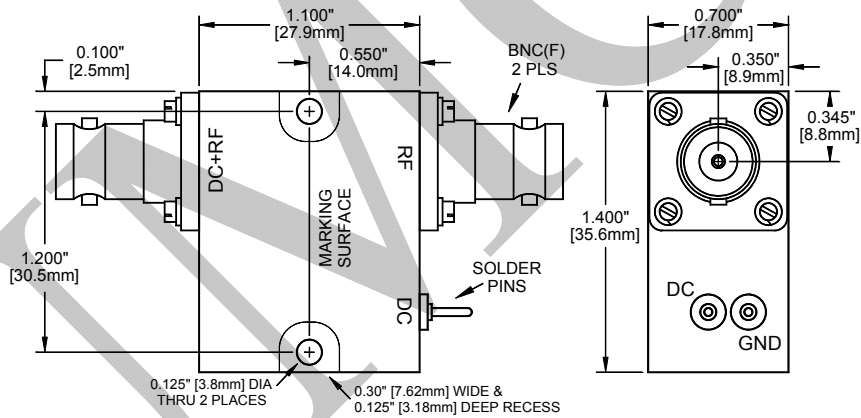 1.100"
[27.9mm]
0.550"
[14.0mm]
0.100"
[2.5mm]
BNC(F)
2 PLS
DC+RF
RF
MARKING
SURFACE
1.200"
[30.5mm]
SOLDER
PINS
DC
0.125" [3.8mm] DIA
THRU 2 PLACES
0.30" [7.62mm] WIDE &
0.125" [3.18mm] DEEP RECESS
0.700"
[17.8mm]
0.350"
[8.9mm]
0.345"
[8.8mm]
1.400"
[35.6mm]
DC
GND